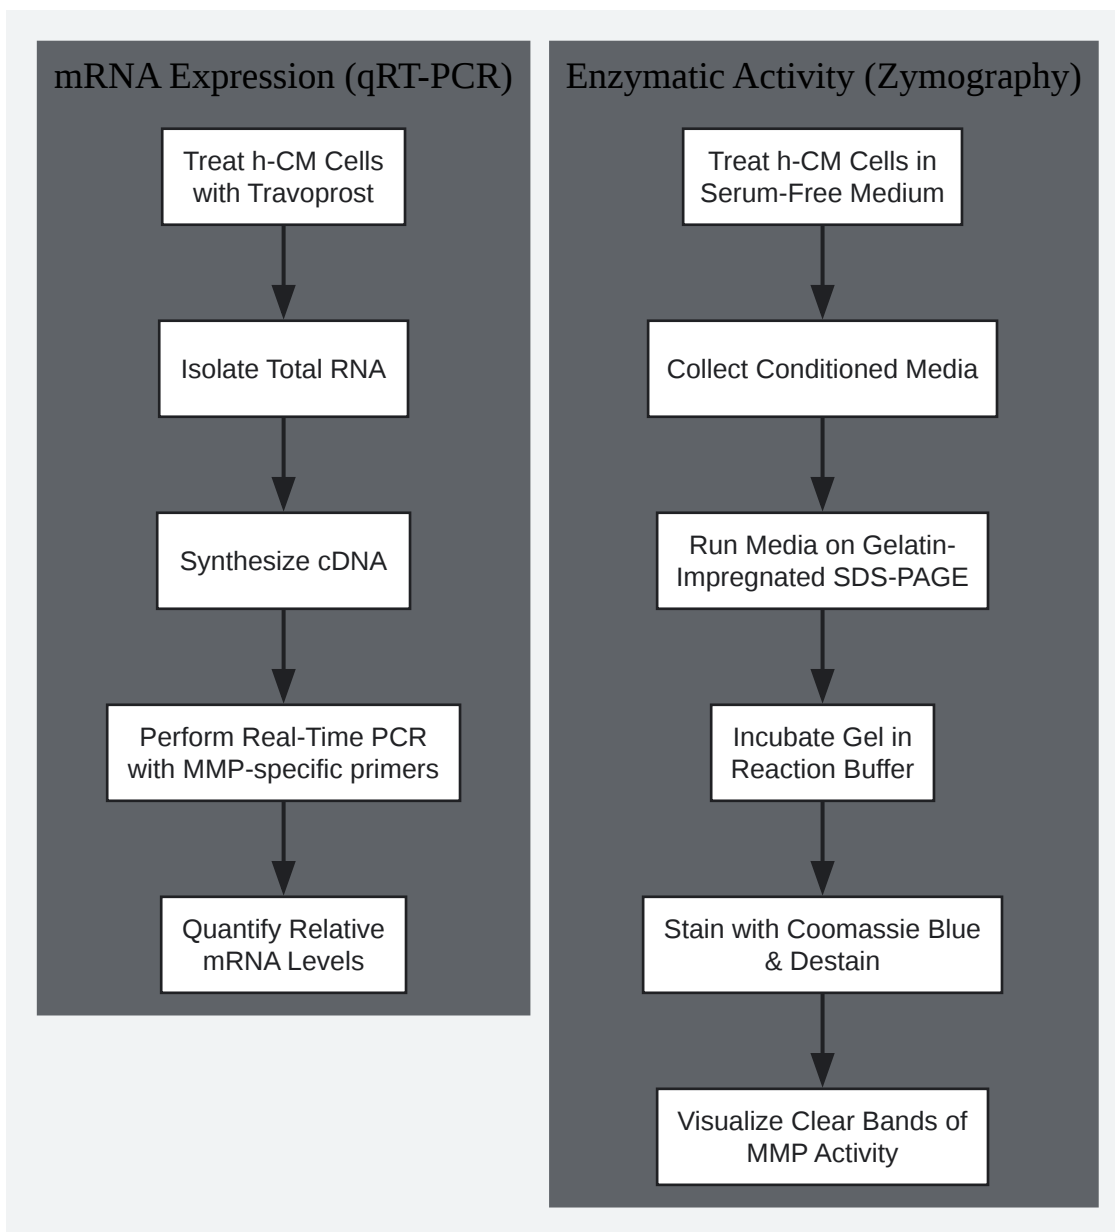 mRNA Expression (qRT-PCR)
Treat h-CM Cells
with Travoprost
Isolate Total RNA
Synthesize cDNA
Perform Real-Time PCR
with MMP-specific primers
Quantify Relative
mRNA Levels
Enzymatic Activity (Zymography)
Treat h-CM Cells in
Serum-Free Medium
Collect Conditioned Media
Run Media on Gelatin-
Impregnated SDS-PAGE
Incubate Gel in
Reaction Buffer
Stain with Coomassie Blue
& Destain
Visualize Clear Bands of
MMP Activity